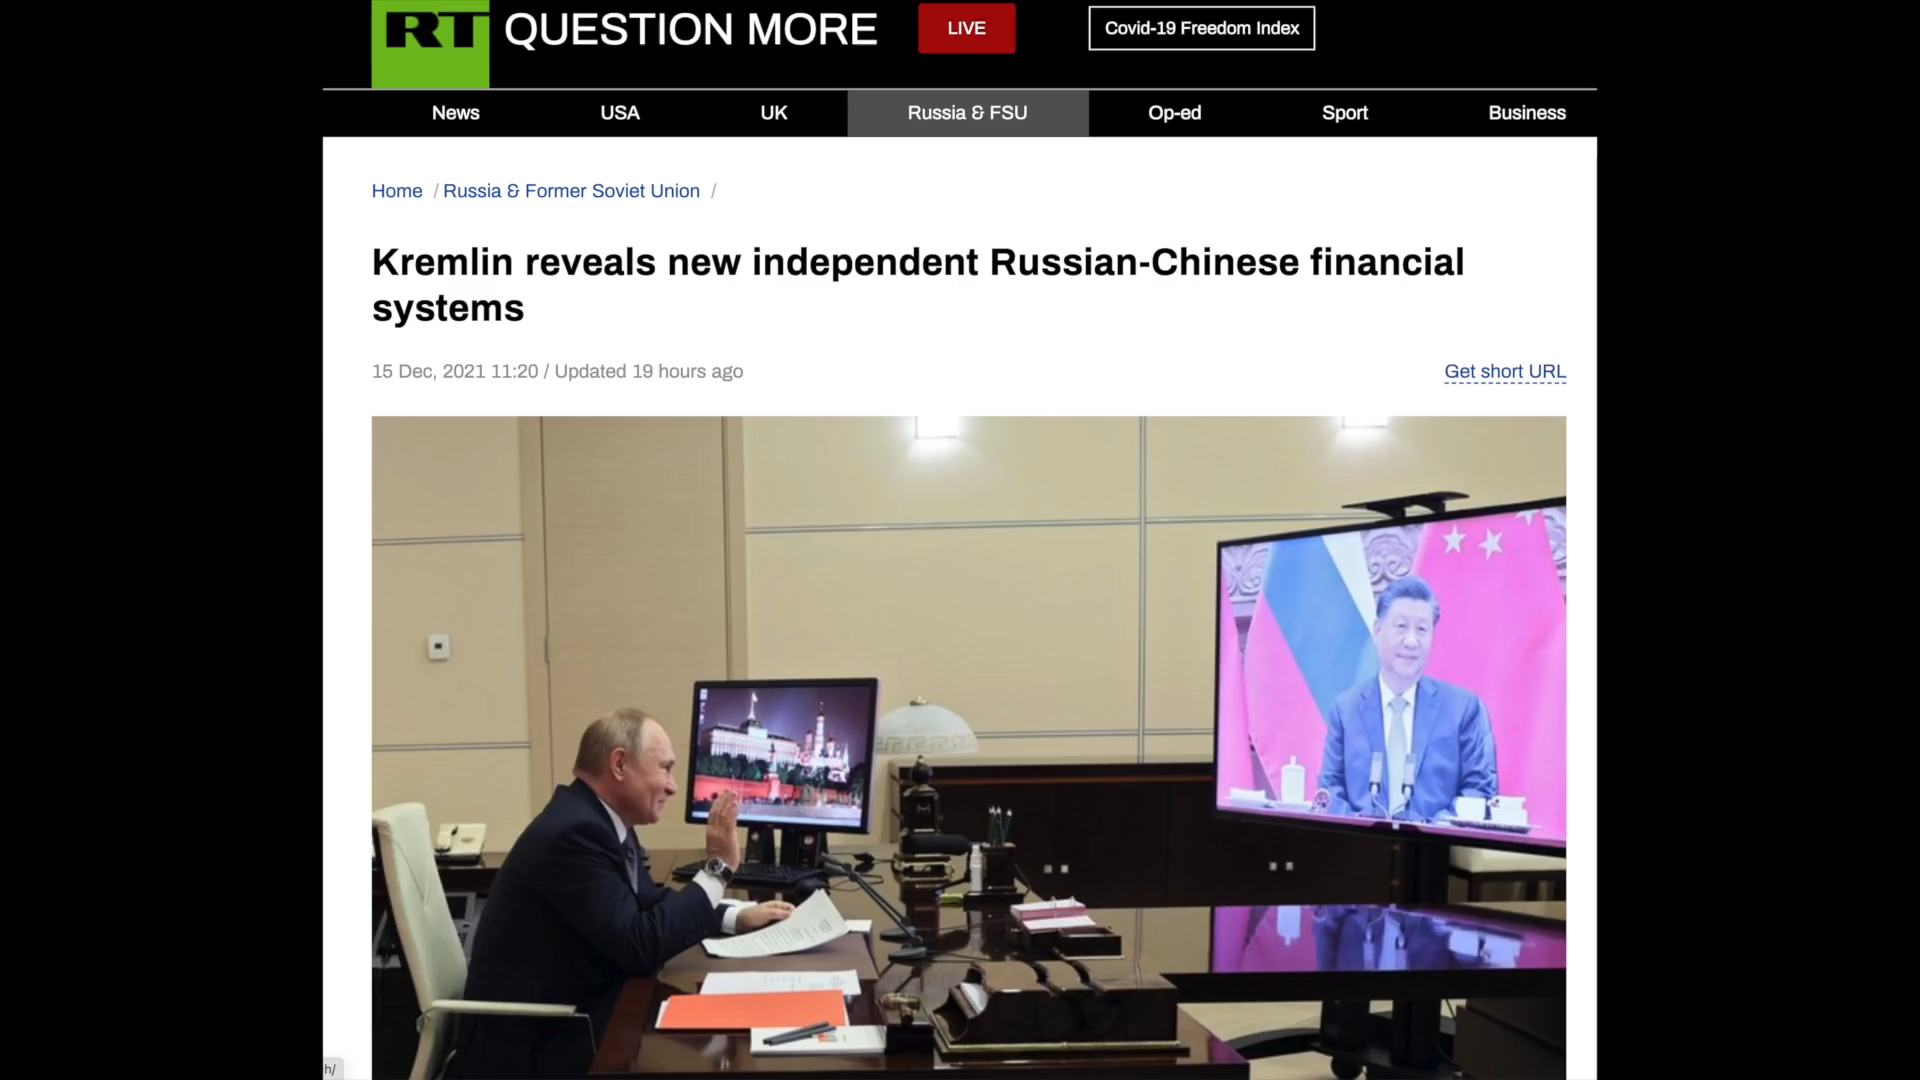 RT QUESTION MORE LIVE Covid-19 Freedom Index
News USA UK Russia & FSU Op-ed Sport Business
Home / Russia & Former Soviet Union /
Kremlin reveals new independent Russian-Chinese financial
systems
15 Dec, 2021 11:20 / Updated 19 hours ago Get short URL
h/